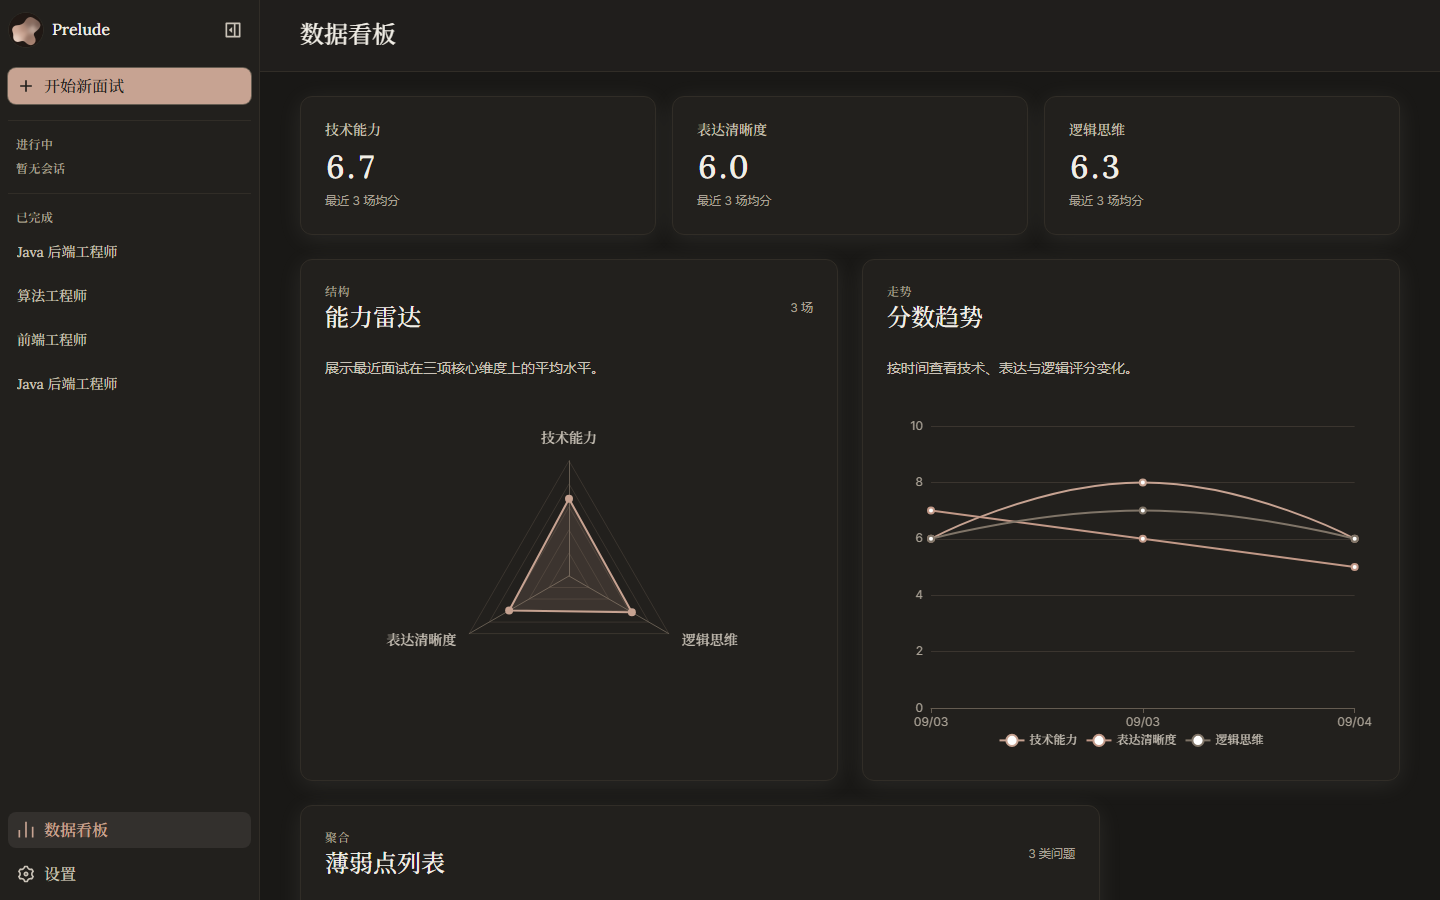 Prelude
开始新面试
进行中
暂无会话
已完成
Java 后端工程师
算法工程师
前端工程师
Java 后端工程师
数据看板
设置
数据看板
技术能力
6.7
最近 3 场均分
表达清晰度
6.0
最近 3 场均分
逻辑思维
6.3
最近 3 场均分
结构
能力雷达
3 场
展示最近面试在三项核心维度上的平均水平。
技术能力
表达清晰度
逻辑思维
走势
分数趋势
按时间查看技术、表达与逻辑评分变化。
10
8
6
4
2
0
09/03
09/03
09/04
技术能力
表达清晰度
逻辑思维
聚合
薄弱点列表
3 类问题